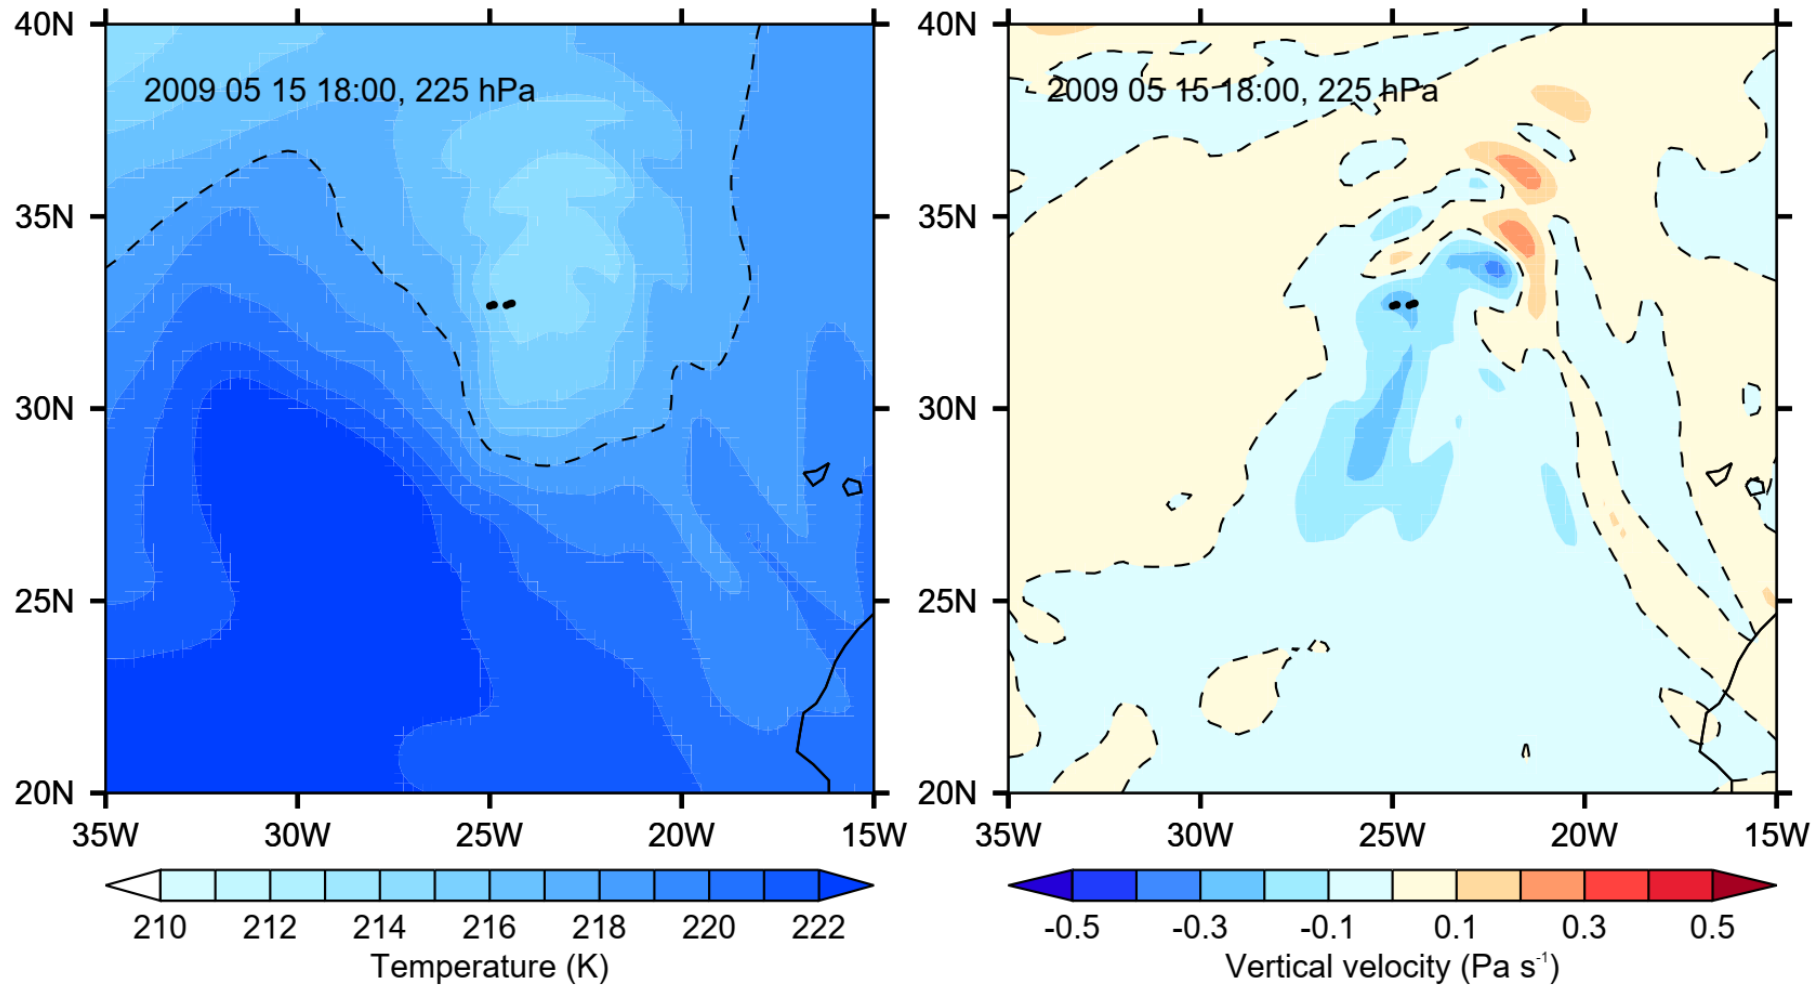 40N
35N
30N
25N
20N
2009 05 15 18:00, 225 hPa
35W 30W 25W 20W 15W
210 212 214 216 218 220 222
Temperature (K)
40N
35N
30N
25N
20N
2009 05 15 18:00, 225 hPa
35W 30W 25W 20W 15W
-0.5 -0.3 -0.1 0.1 0.3 0.5
Vertical velocity (Pa s⁻¹)